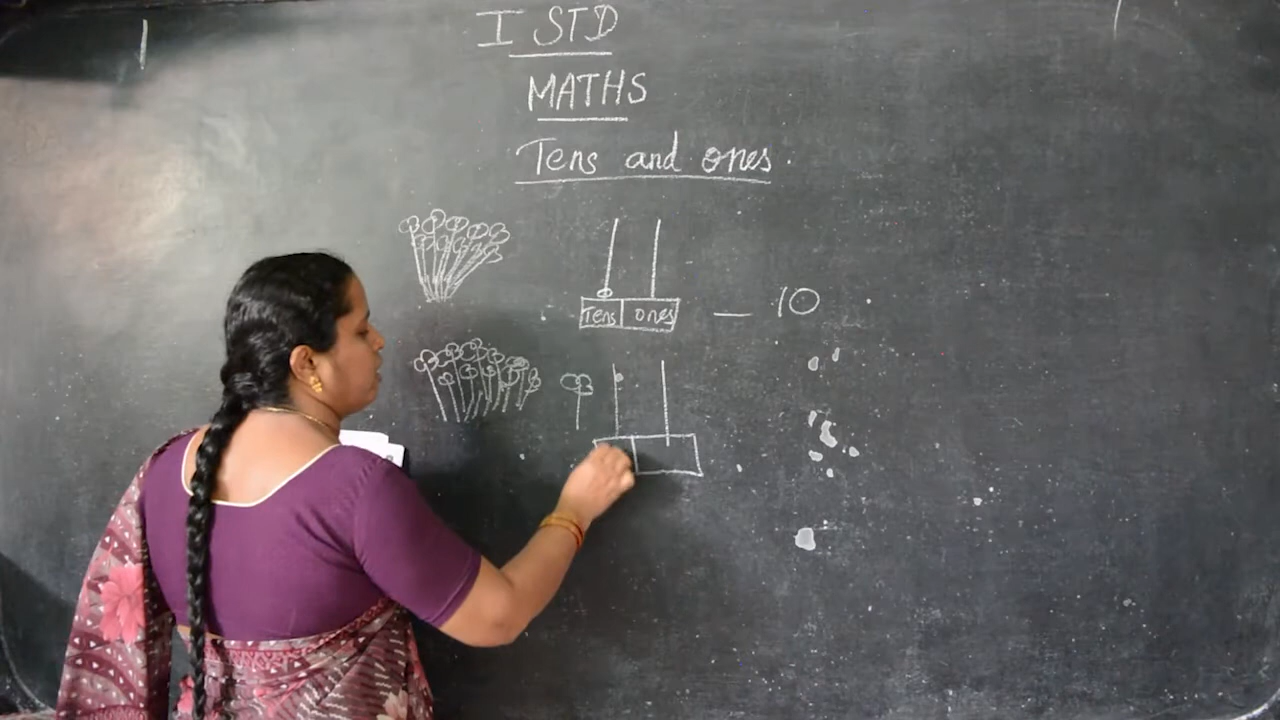 I STD
MATHS
Tens and ones.
Tens ones — 10